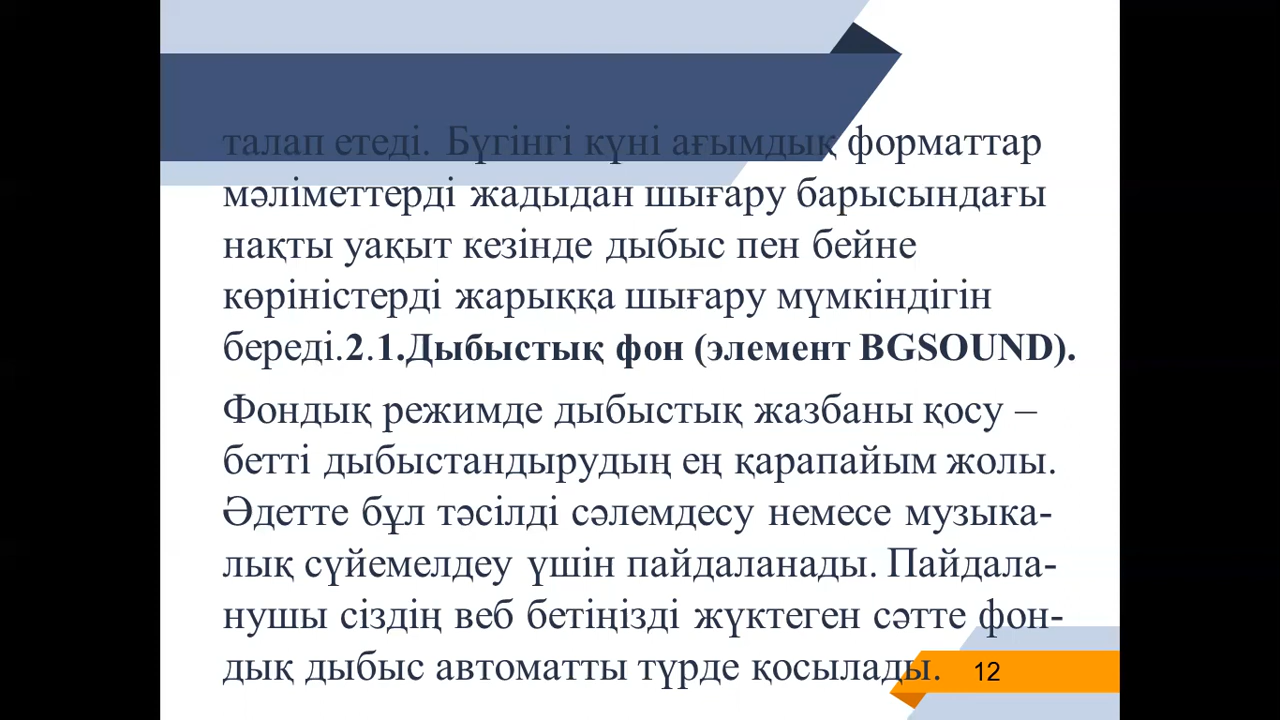 талап етеді. Бүгінгі күні ағымдық форматтар
мәліметтерді жадыдан шығару барысындағы
нақты уақыт кезінде дыбыс пен бейне
көріністерді жарыққа шығару мүмкіндігін
береді.2.1.Дыбыстық фон (элемент BGSOUND).
Фондық режимде дыбыстық жазбаны қосу –
бетті дыбыстандырудың ең қарапайым жолы.
Әдетте бұл тәсілді сәлемдесу немесе музыка-
лық сүйемелдеу үшін пайдаланады. Пайдала-
нушы сіздің веб бетіңізді жүктеген сәтте фон-
дық дыбыс автоматты түрде қосылады.
12